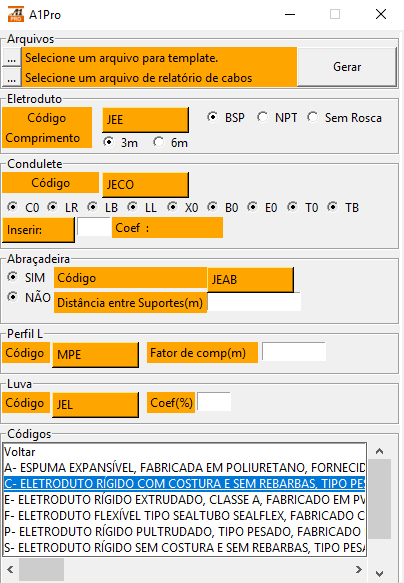 A1 PRO A1Pro
Arquivos
... Selecione um arquivo para template.
... Selecione um arquivo de relatório de cabos
Gerar
Eletroduto
Código JEE BSP NPT Sem Rosca
Comprimento 3m 6m
Condulete
Código JECO
C0 LR LB LL X0 B0 E0 T0 TB
Inserir: Coef :
Abraçadeira
SIM Código JEAB
NÃO Distância entre Suportes(m)
Perfil L
Código MPE Fator de comp(m)
Luva
Código JEL Coef(%)
Códigos
Voltar
A- ESPUMA EXPANSÍVEL, FABRICADA EM POLIURETANO, FORNECID
C- ELETRODUTO RÍGIDO COM COSTURA E SEM REBARBAS, TIPO PES
E- ELETRODUTO RÍGIDO EXTRUDADO, CLASSE A, FABRICADO EM PV
F- ELETRODUTO FLEXÍVEL TIPO SEALTUBO SEALFLEX, FABRICADO C
P- ELETRODUTO RÍGIDO PULTRUDADO, TIPO PESADO, FABRICADO
S- ELETRODUTO RÍGIDO SEM COSTURA E SEM REBARBAS, TIPO PESA